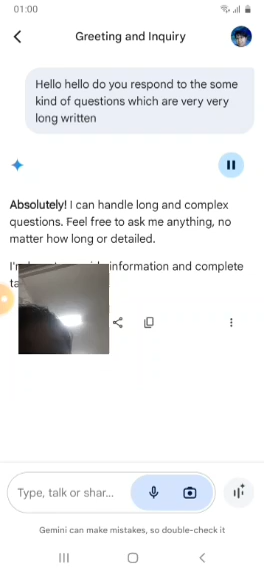 01:00
Greeting and Inquiry
Hello hello do you respond to the some
kind of questions which are very very
long written
Absolutely! I can handle long and complex
questions. Feel free to ask me anything, no
matter how long or detailed.
information and complete
Type, talk or shar...
Gemini can make mistakes, so double-check it